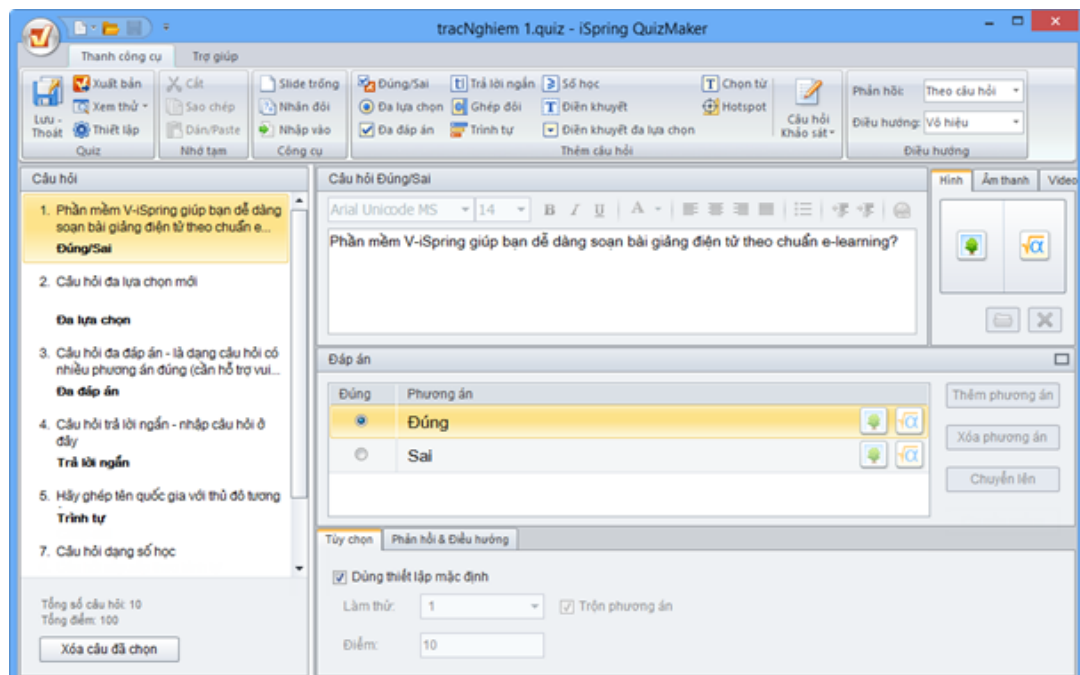 tracNghiem 1.quiz - iSpring QuizMaker
Thanh công cụ
Trợ giúp
Lưu - Thoát
Xuất bản
Xem thử
Thiết lập
Quiz
Cắt
Sao chép
Dán/Paste
Nhớ tạm
Slide trống
Nhân đôi
Nhập vào
Công cụ
Đúng/Sai
Trả lời ngắn
Số học
Chọn từ
Đa lựa chọn
Ghép đôi
Điền khuyết
Hotspot
Đa đáp án
Trình tự
Điền khuyết đa lựa chọn
Câu hỏi
Khảo sát
Thêm câu hỏi
Phản hồi: Theo câu hỏi
Điều hướng: Vô hiệu
Điều hướng
Câu hỏi
1. Phần mềm V-iSpring giúp bạn dễ dàng
soạn bài giảng điện tử theo chuẩn e...
Đúng/Sai
2. Câu hỏi đa lựa chọn mới
Đa lựa chọn
3. Câu hỏi đa đáp án - là dạng câu hỏi có
nhiều phương án đúng (cần hỗ trợ vui...
Đa đáp án
4. Câu hỏi trả lời ngắn - nhập câu hỏi ở
đây
Trả lời ngắn
5. Hãy ghép tên quốc gia với thủ đô tương
Trình tự
7. Câu hỏi dạng số học
Tổng số câu hỏi: 10
Tổng điểm: 100
Xóa câu đã chọn
Câu hỏi Đúng/Sai
Arial Unicode MS 14 B I U A
Phần mềm V-iSpring giúp bạn dễ dàng soạn bài giảng điện tử theo chuẩn e-learning?
Hình
Âm thanh
Video
Đáp án
Đúng
Phương án
Đúng
Sai
Thêm phương án
Xóa phương án
Chuyển lên
Tùy chọn
Phản hồi & Điều hướng
Dùng thiết lập mặc định
Làm thử: 1
Trộn phương án
Điểm: 10